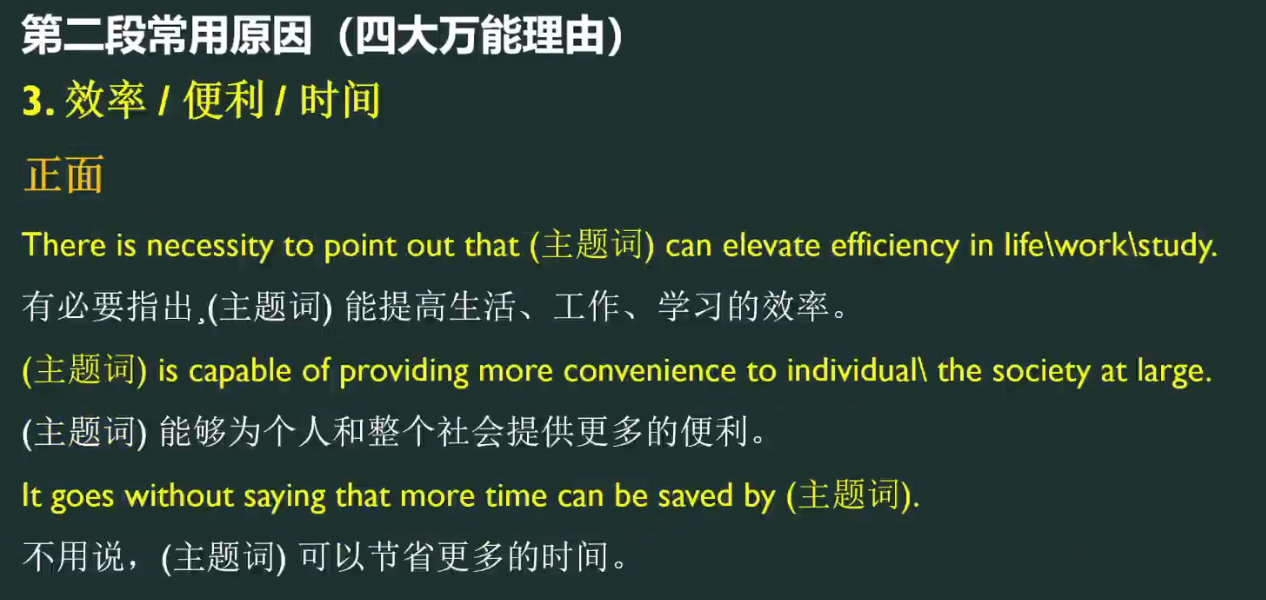 第二段常用原因（四大万能理由）
3. 效率 / 便利 / 时间
正面
There is necessity to point out that (主题词) can elevate efficiency in life\work\study.
有必要指出,(主题词) 能提高生活、工作、学习的效率。
(主题词) is capable of providing more convenience to individual\ the society at large.
(主题词) 能够为个人和整个社会提供更多的便利。
It goes without saying that more time can be saved by (主题词).
不用说，(主题词) 可以节省更多的时间。